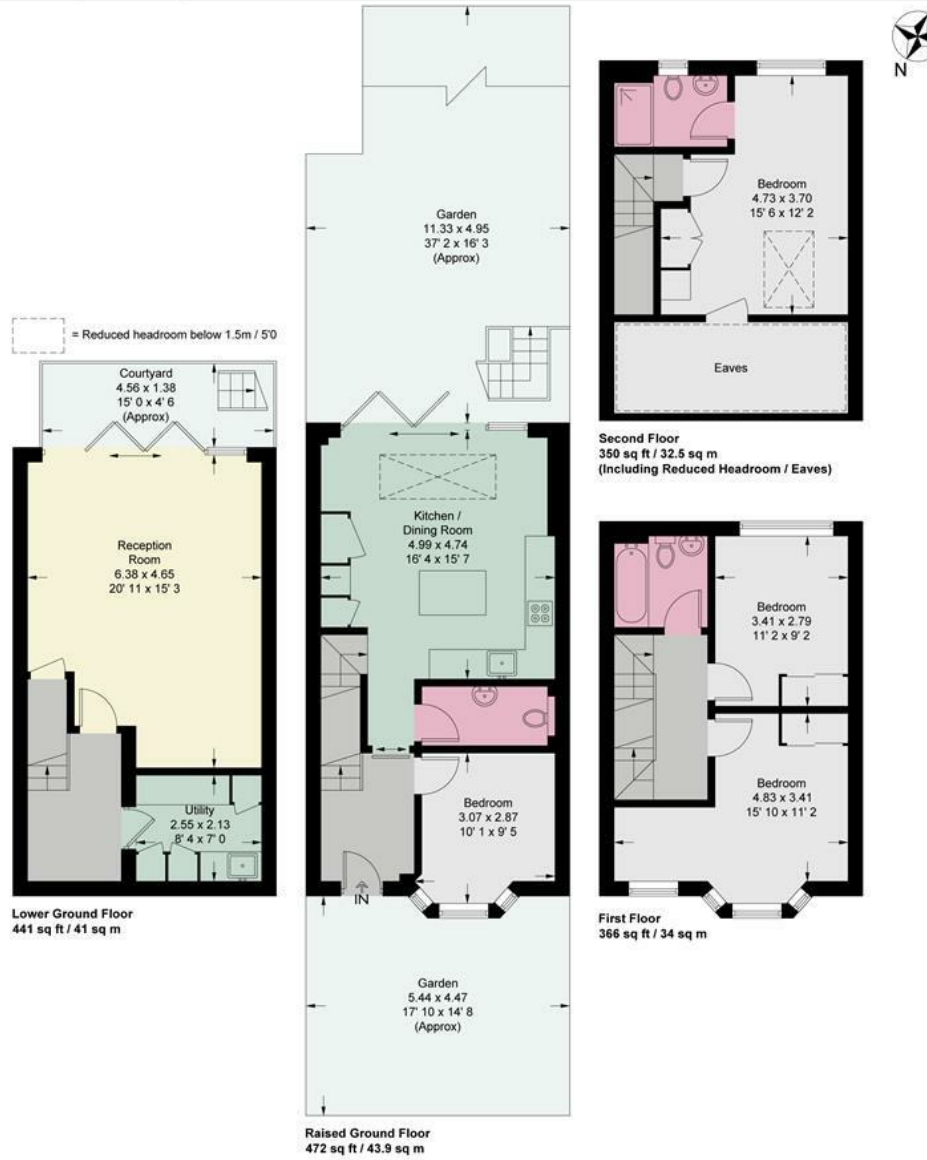 N
= Reduced headroom below 1.5m / 5'0
Courtyard
4.56 x 1.38
15' 0 x 4' 6
(Approx)
Reception
Room
6.38 x 4.65
20' 11 x 15' 3
Utility
2.55 x 2.13
8' 4 x 7' 0
Lower Ground Floor
441 sq ft / 41 sq m
Garden
11.33 x 4.95
37' 2 x 16' 3
(Approx)
Kitchen /
Dining Room
4.99 x 4.74
16' 4 x 15' 7
Bedroom
3.07 x 2.87
10' 1 x 9' 5
IN
Garden
5.44 x 4.47
17' 10 x 14' 8
(Approx)
Raised Ground Floor
472 sq ft / 43.9 sq m
Bedroom
4.73 x 3.70
15' 6 x 12' 2
Eaves
Second Floor
350 sq ft / 32.5 sq m
(Including Reduced Headroom / Eaves)
Bedroom
3.41 x 2.79
11' 2 x 9' 2
Bedroom
4.83 x 3.41
15' 10 x 11' 2
First Floor
366 sq ft / 34 sq m